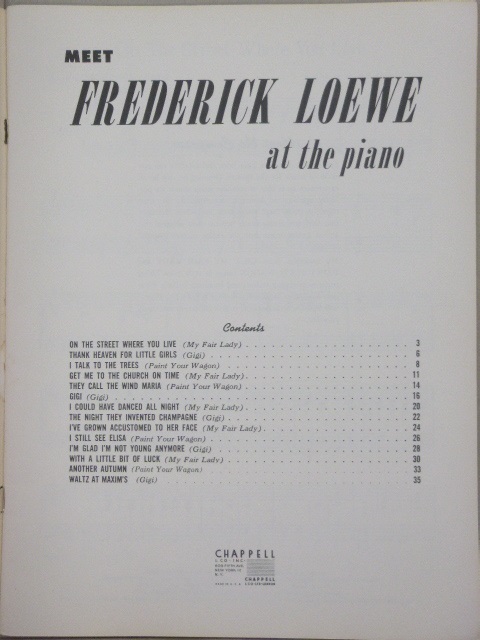 MEET
FREDERICK LOEWE
at the piano
Contents
ON THE STREET WHERE YOU LIVE (My Fair Lady) 3
THANK HEAVEN FOR LITTLE GIRLS (Gigi) 6
I TALK TO THE TREES (Paint Your Wagon) 8
GET ME TO THE CHURCH ON TIME (My Fair Lady) 11
THEY CALL THE WIND MARIA (Paint Your Wagon) 14
GIGI (Gigi) 16
I COULD HAVE DANCED ALL NIGHT (My Fair Lady) 20
THE NIGHT THEY INVENTED CHAMPAGNE (Gigi) 22
I'VE GROWN ACCUSTOMED TO HER FACE (My Fair Lady) 24
I STILL SEE ELISA (Paint Your Wagon) 26
I'M GLAD I'M NOT YOUNG ANYMORE (Gigi) 28
WITH A LITTLE BIT OF LUCK (My Fair Lady) 30
ANOTHER AUTUMN (Paint Your Wagon) 33
WALTZ AT MAXIM'S (Gigi) 35
CHAPPELL
& CO · INC
NEW YORK
N. Y.
CHAPPELL